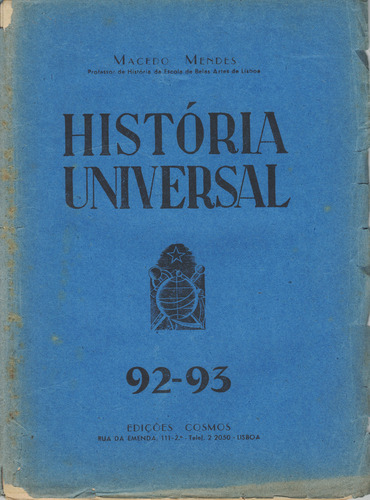 MACEDO MENDES
Professor de História da Escola de Belas Artes de Lisboa
HISTÓRIA
UNIVERSAL
92-93
EDIÇÕES COSMOS
RUA DA EMENDA, 111-2.º - Telef. 2 2050 - LISBOA